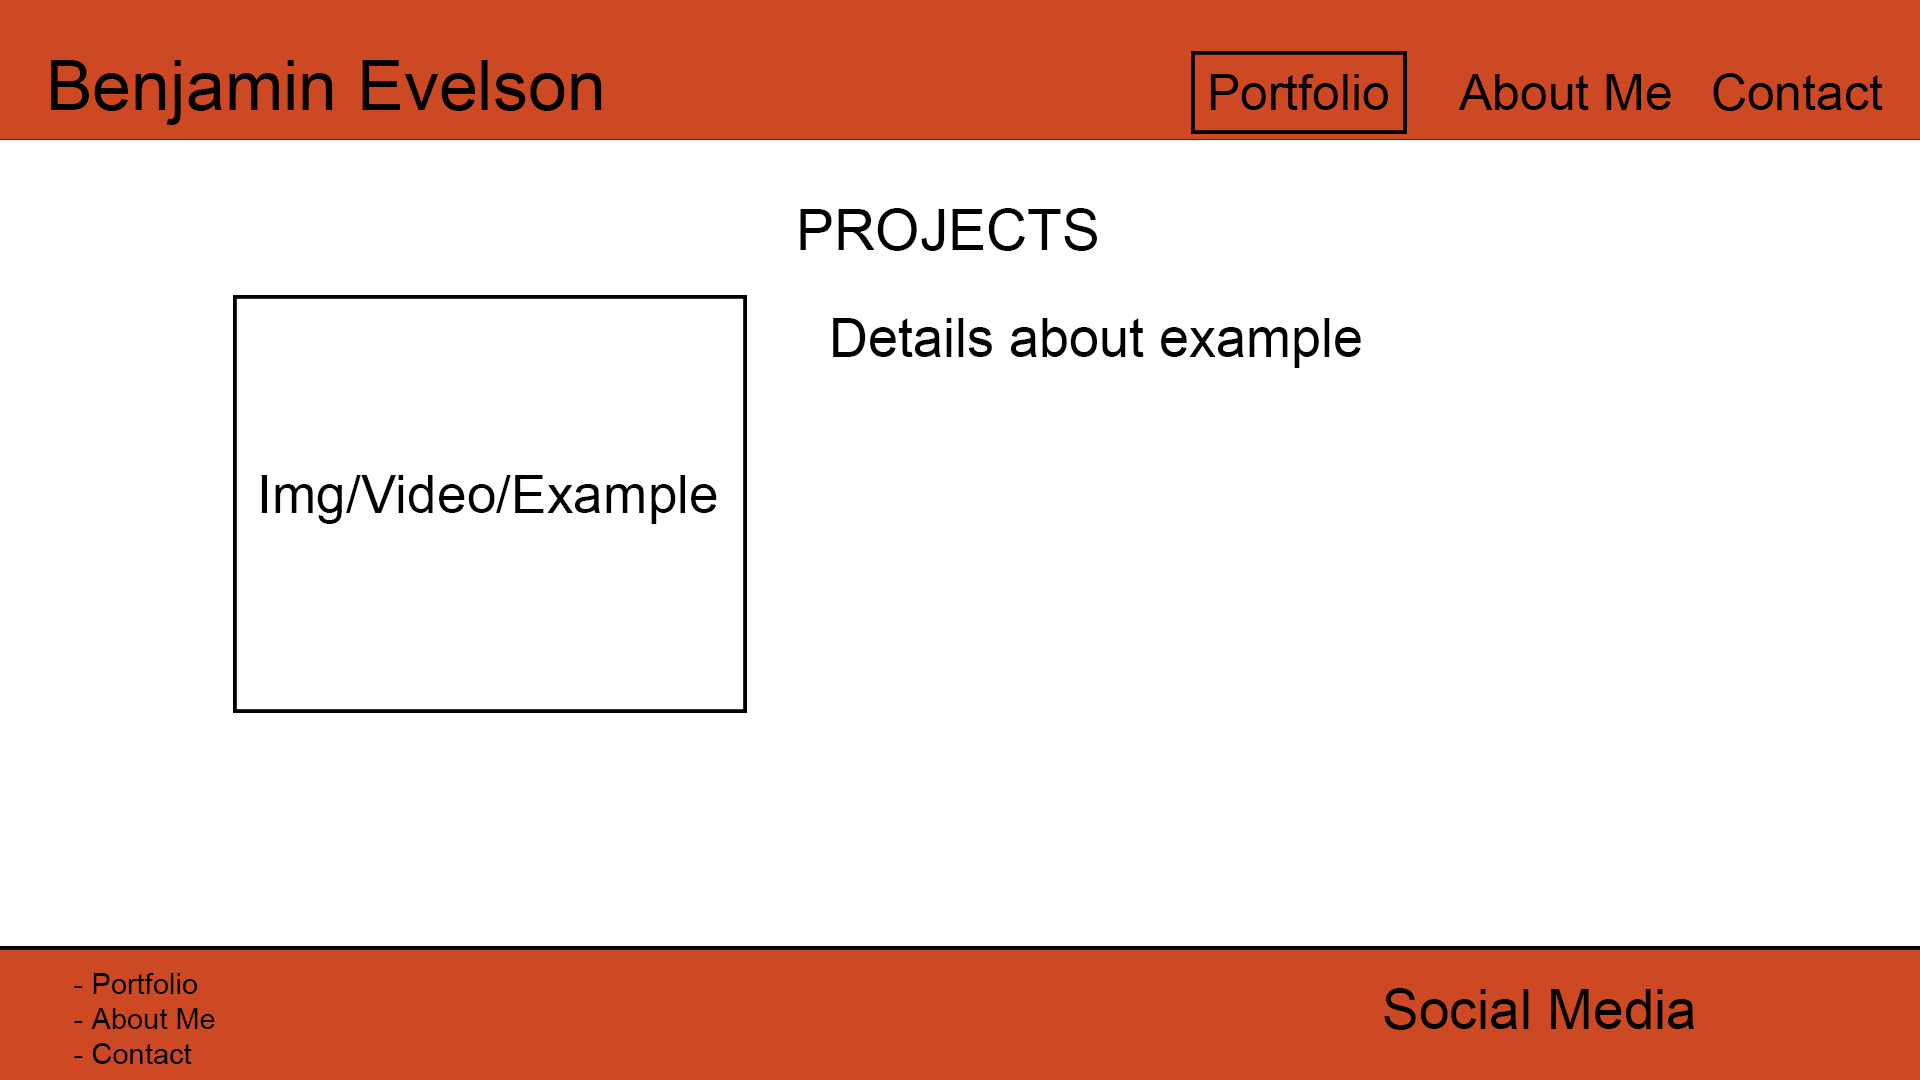 Benjamin Evelson
Portfolio About Me Contact
PROJECTS
Img/Video/Example
Details about example
- Portfolio
- About Me
- Contact
Social Media